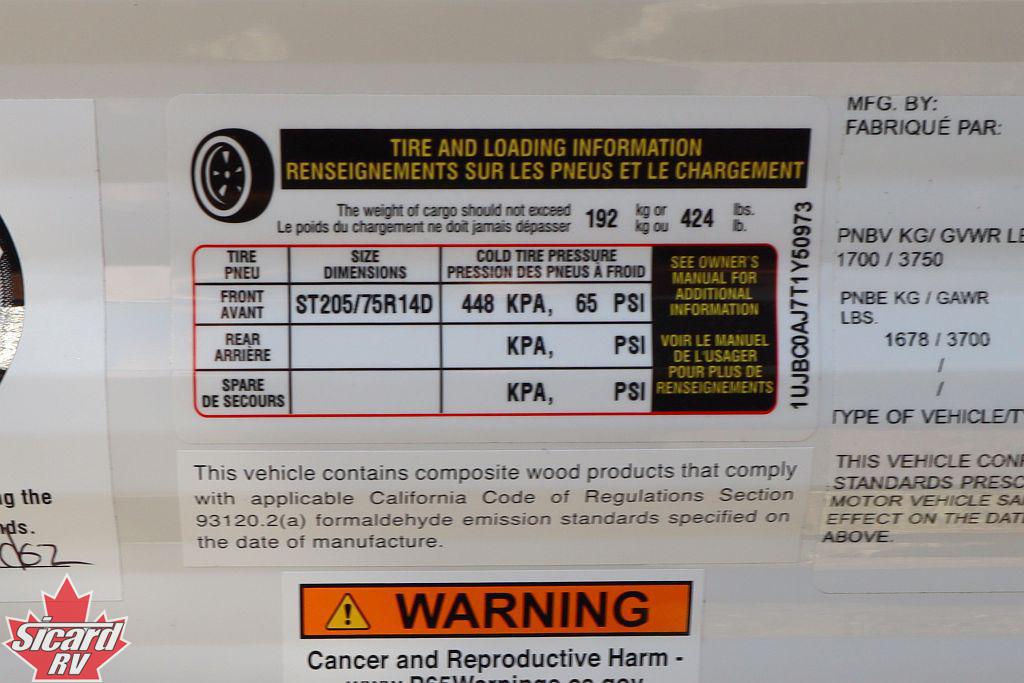 TIRE AND LOADING INFORMATION
RENSEIGNEMENTS SUR LES PNEUS ET LE CHARGEMENT
The weight of cargo should not exceed 192 kg or 424 lbs.
Le poids du chargement ne doit jamais dépasser kg ou lb.
TIRE SIZE COLD TIRE PRESSURE
PNEU DIMENSIONS PRESSION DES PNEUS À FROID
FRONT
AVANT ST205/75R14D 448 KPA, 65 PSI
REAR
ARRIÈRE KPA, PSI
SPARE
DE SECOURS KPA, PSI
SEE OWNER'S
MANUAL FOR
ADDITIONAL
INFORMATION
VOIR LE MANUEL
DE L'USAGER
POUR PLUS DE
RENSEIGNEMENTS
1UJBC0AJ7T1Y50973
This vehicle contains composite wood products that comply
with applicable California Code of Regulations Section
93120.2(a) formaldehyde emission standards specified on
the date of manufacture.
WARNING
Cancer and Reproductive Harm -
MFG. BY:
FABRIQUÉ PAR:
PNBV KG/ GVWR
1700 / 3750
PNBE KG / GAWR
LBS.
1678 / 3700
/
/
TYPE OF VEHICLE/
THIS VEHICLE
STANDARDS
MOTOR VEHICLE
EFFECT ON THE
ABOVE.
the
Sicard
RV